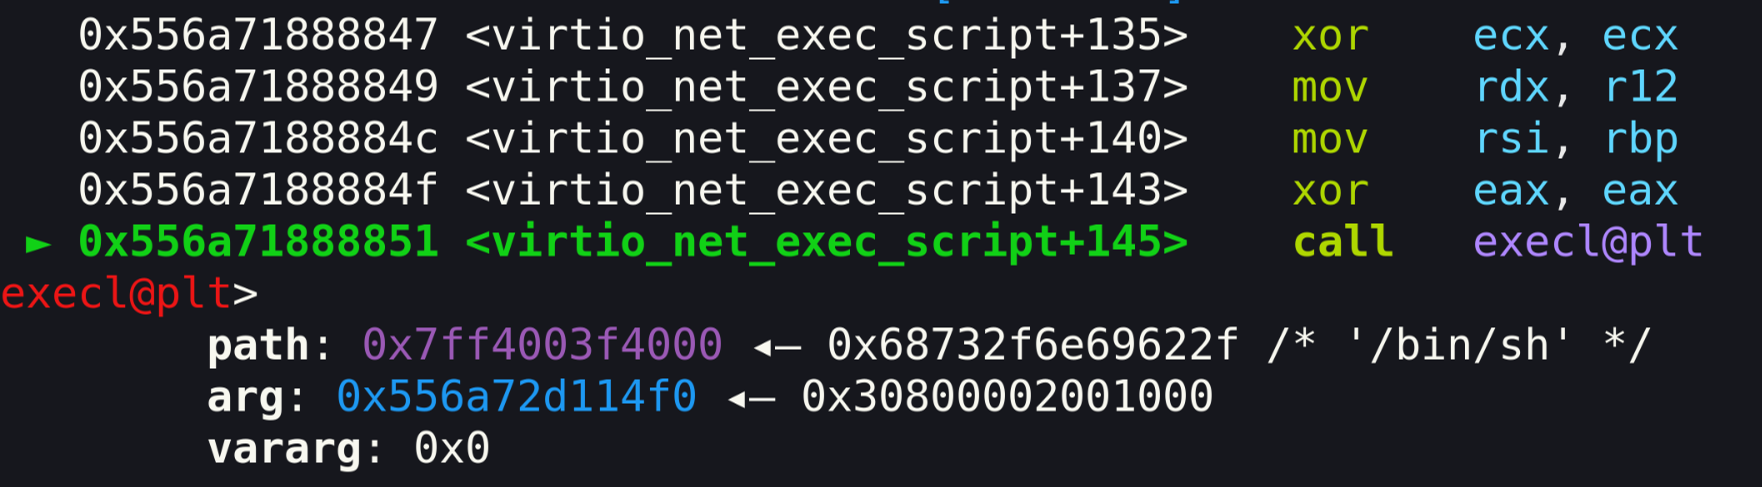 0x556a71888847 <virtio_net_exec_script+135> xor ecx, ecx
0x556a71888849 <virtio_net_exec_script+137> mov rdx, r12
0x556a7188884c <virtio_net_exec_script+140> mov rsi, rbp
0x556a7188884f <virtio_net_exec_script+143> xor eax, eax
► 0x556a71888851 <virtio_net_exec_script+145> call execl@plt
execl@plt>
path: 0x7ff4003f4000 ◂— 0x68732f6e69622f /* '/bin/sh' */
arg: 0x556a72d114f0 ◂— 0x30800002001000
vararg: 0x0